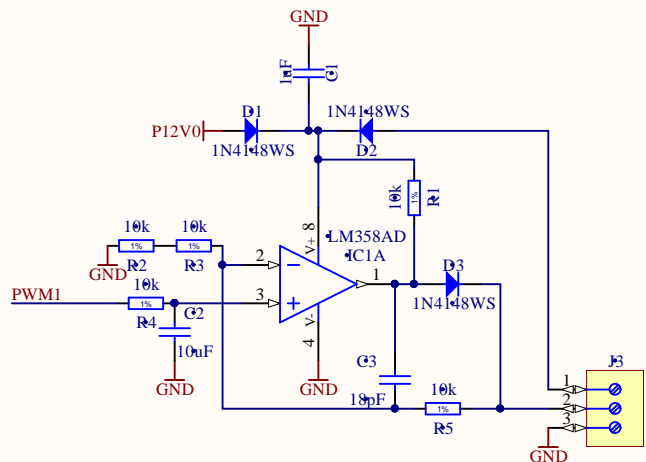 GND
1uF
C1
D1
1N4148WS
P12V0
1N4148WS
D2
10k
1%
R1
8
V+
LM358AD
IC1A
10k
10k
1%
1%
R2
R3
GND
2
1
D3
1N4148WS
PWM1
10k
1%
R4
3
C2
10uF
GND
V-
4
GND
C3
18pF
10k
1%
R5
J3
1
2
3
GND